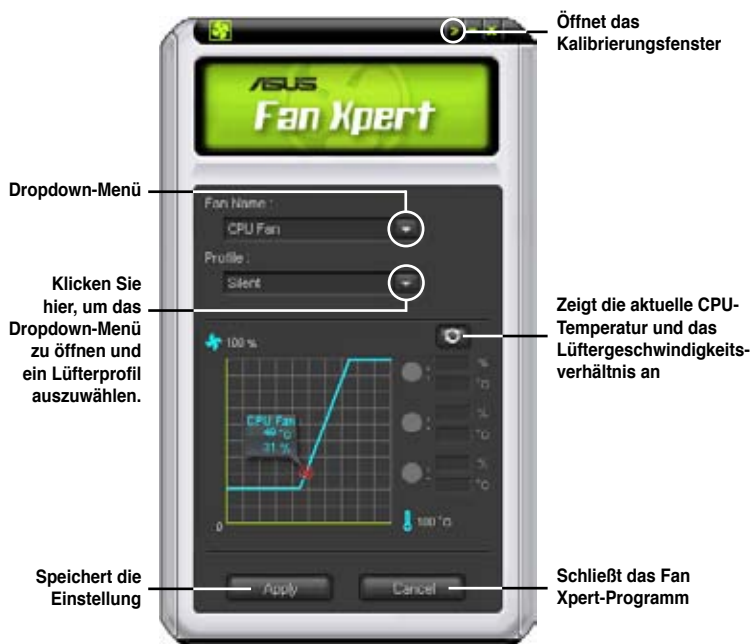 Öffnet das
Kalibrierungsfenster
ASUS
Fan Xpert
Dropdown-Menü
Fan Name :
CPU Fan
Profile :
Silent
Klicken Sie
hier, um das
Dropdown-Menü
zu öffnen und
ein Lüfterprofil
auszuwählen.
Zeigt die aktuelle CPU-
Temperatur und das
Lüftergeschwindigkeits-
verhältnis an
100 %
CPU Fan
49 °C
31 %
:
%
°C
:
%
°C
:
%
°C
0
100 °C
Speichert die
Einstellung
Apply
Cancel
Schließt das Fan
Xpert-Programm